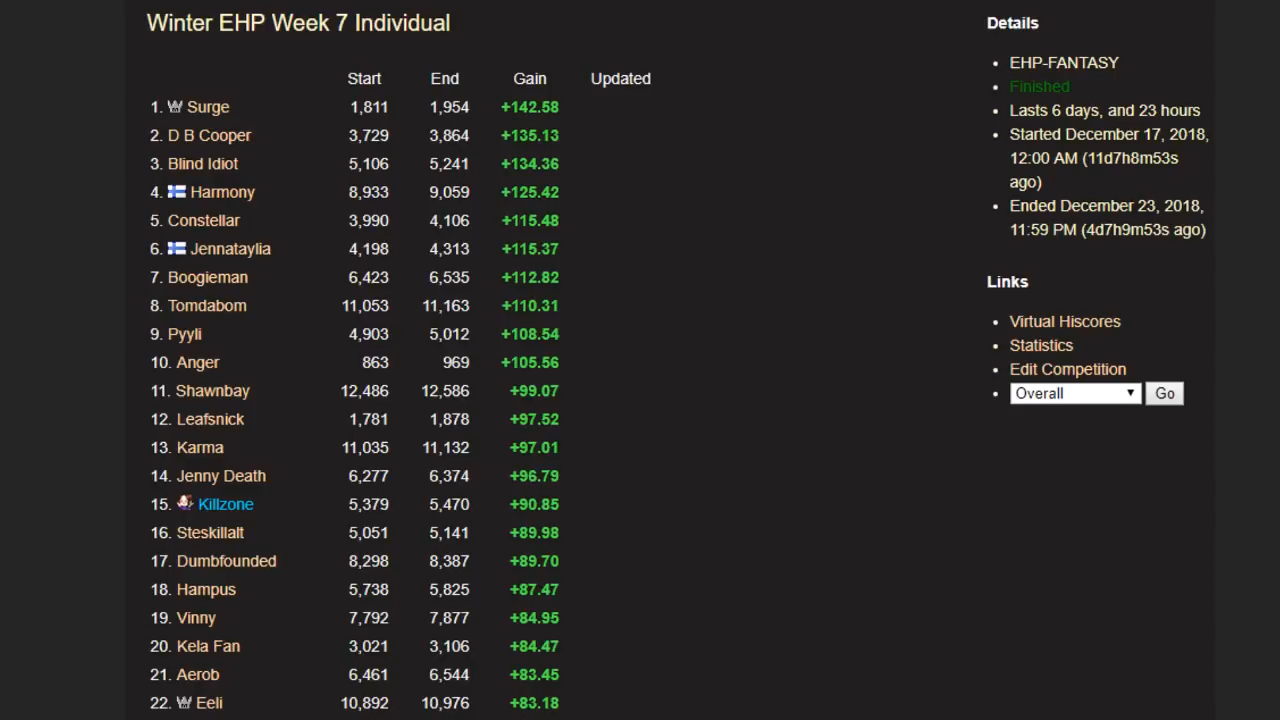 Winter EHP Week 7 Individual
Start End Gain Updated
1. Surge 1,811 1,954 +142.58
2. D B Cooper 3,729 3,864 +135.13
3. Blind Idiot 5,106 5,241 +134.36
4. Harmony 8,933 9,059 +125.42
5. Constellar 3,990 4,106 +115.48
6. Jennataylia 4,198 4,313 +115.37
7. Boogieman 6,423 6,535 +112.82
8. Tomdabom 11,053 11,163 +110.31
9. Pyyli 4,903 5,012 +108.54
10. Anger 863 969 +105.56
11. Shawnbay 12,486 12,586 +99.07
12. Leafsnick 1,781 1,878 +97.52
13. Karma 11,035 11,132 +97.01
14. Jenny Death 6,277 6,374 +96.79
15. Killzone 5,379 5,470 +90.85
16. Steskillalt 5,051 5,141 +89.98
17. Dumbfounded 8,298 8,387 +89.70
18. Hampus 5,738 5,825 +87.47
19. Vinny 7,792 7,877 +84.95
20. Kela Fan 3,021 3,106 +84.47
21. Aerob 6,461 6,544 +83.45
22. Eeli 10,892 10,976 +83.18
Details
EHP-FANTASY
Finished
Lasts 6 days, and 23 hours
Started December 17, 2018,
12:00 AM (11d7h8m53s
ago)
Ended December 23, 2018,
11:59 PM (4d7h9m53s ago)
Links
Virtual Hiscores
Statistics
Edit Competition
Overall Go